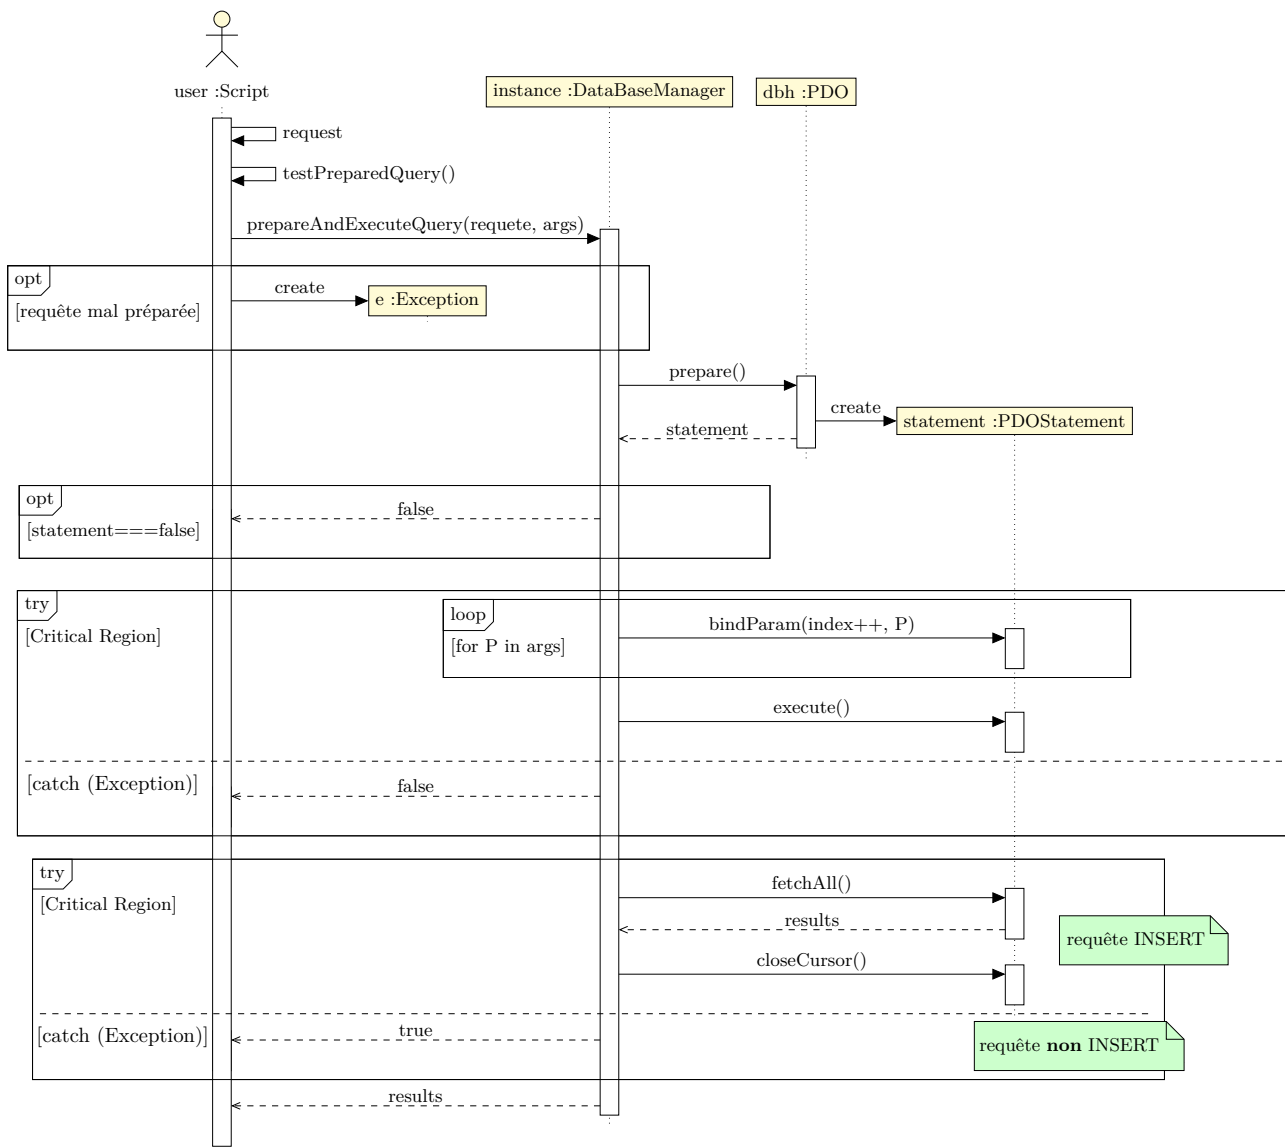 user :Script
instance :DataBaseManager
dbh :PDO
request
testPreparedQuery()
prepareAndExecuteQuery(requete, args)
opt
[requête mal préparée]
create
e :Exception
prepare()
create
statement :PDOStatement
statement
opt
[statement===false]
false
try
[Critical Region]
loop
[for P in args]
bindParam(index++, P)
execute()
[catch (Exception)]
false
try
[Critical Region]
fetchAll()
results
requête INSERT
closeCursor()
[catch (Exception)]
true
requête non INSERT
results